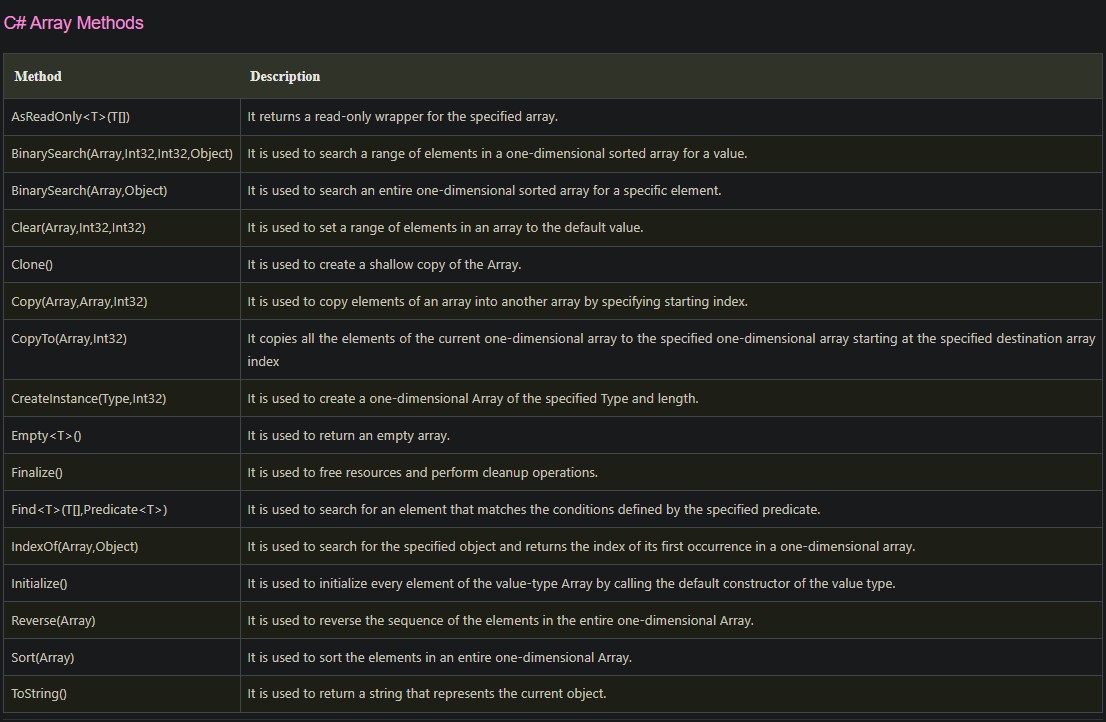 C# Array Methods
Method Description
AsReadOnly<T>(T[]) It returns a read-only wrapper for the specified array.
BinarySearch(Array,Int32,Int32,Object) It is used to search a range of elements in a one-dimensional sorted array for a value.
BinarySearch(Array,Object) It is used to search an entire one-dimensional sorted array for a specific element.
Clear(Array,Int32,Int32) It is used to set a range of elements in an array to the default value.
Clone() It is used to create a shallow copy of the Array.
Copy(Array,Array,Int32) It is used to copy elements of an array into another array by specifying starting index.
CopyTo(Array,Int32) It copies all the elements of the current one-dimensional array to the specified one-dimensional array starting at the specified destination array
index
CreateInstance(Type,Int32) It is used to create a one-dimensional Array of the specified Type and length.
Empty<T>() It is used to return an empty array.
Finalize() It is used to free resources and perform cleanup operations.
Find<T>(T[],Predicate<T>) It is used to search for an element that matches the conditions defined by the specified predicate.
IndexOf(Array,Object) It is used to search for the specified object and returns the index of its first occurrence in a one-dimensional array.
Initialize() It is used to initialize every element of the value-type Array by calling the default constructor of the value type.
Reverse(Array) It is used to reverse the sequence of the elements in the entire one-dimensional Array.
Sort(Array) It is used to sort the elements in an entire one-dimensional Array.
ToString() It is used to return a string that represents the current object.